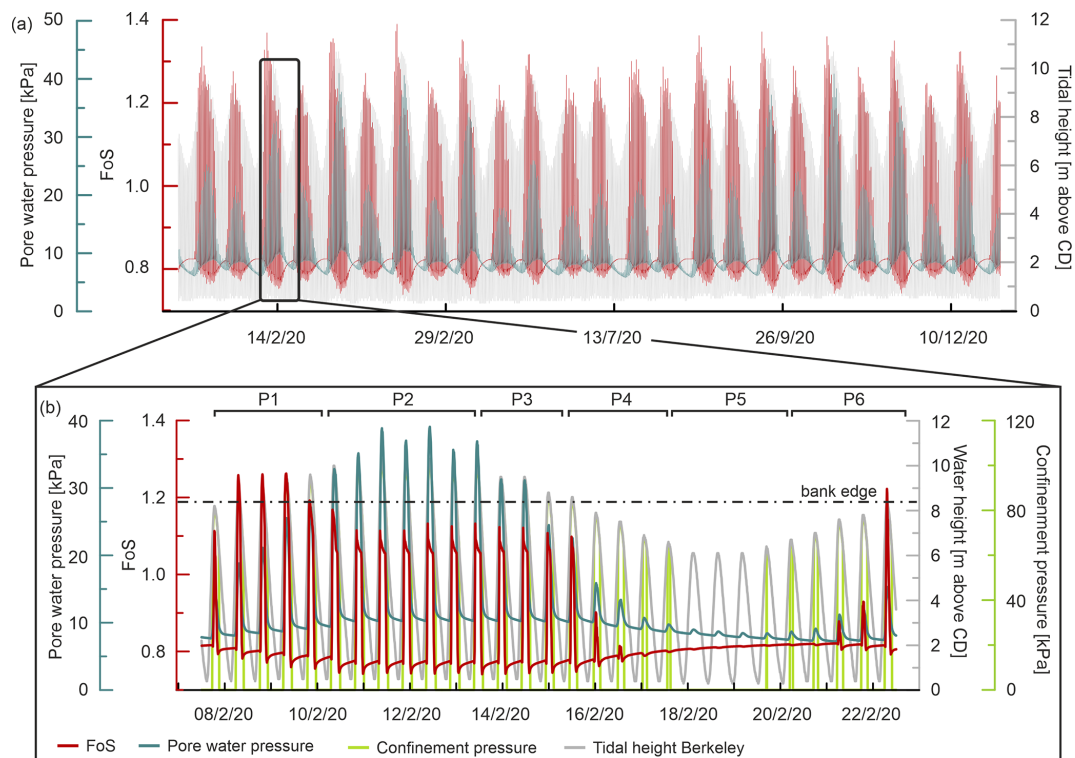 (a)
50
40
30
20
10
0
Pore water pressure [kPa]
1.4
1.2
1.0
0.8
FoS
12
10
8
6
4
2
0
Tidal height [m above CD]
14/2/20
29/2/20
13/7/20
26/9/20
10/12/20
(b)
P1
P2
P3
P4
P5
P6
40
30
20
10
0
Pore water pressure [kPa]
1.4
1.2
1.0
0.8
FoS
bank edge
12
10
8
6
4
2
0
Water height [m above CD]
120
80
40
0
Confinement pressure [kPa]
08/2/20
10/2/20
12/2/20
14/2/20
16/2/20
18/2/20
20/2/20
22/2/20
FoS
Pore water pressure
Confinement pressure
Tidal height Berkeley